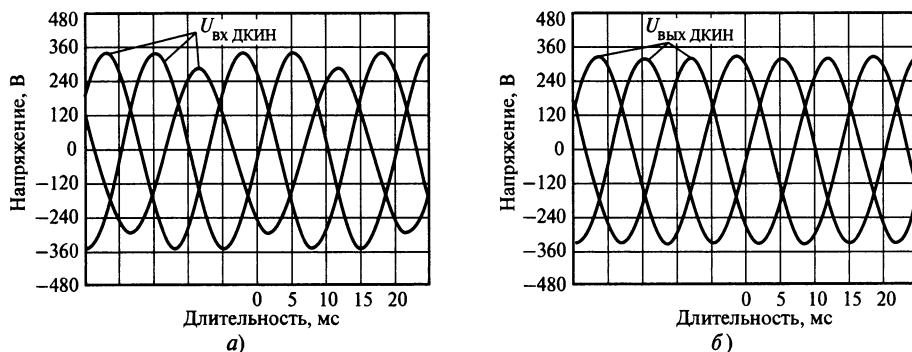 Напряжение, В
480
360
240
120
0
−120
−240
−360
−480
U вх ДКИН
0 5 10 15 20
Длительность, мс
а)
Напряжение, В
480
360
240
120
0
−120
−240
−360
−480
U вых ДКИН
0 5 10 15 20
Длительность, мс
б)